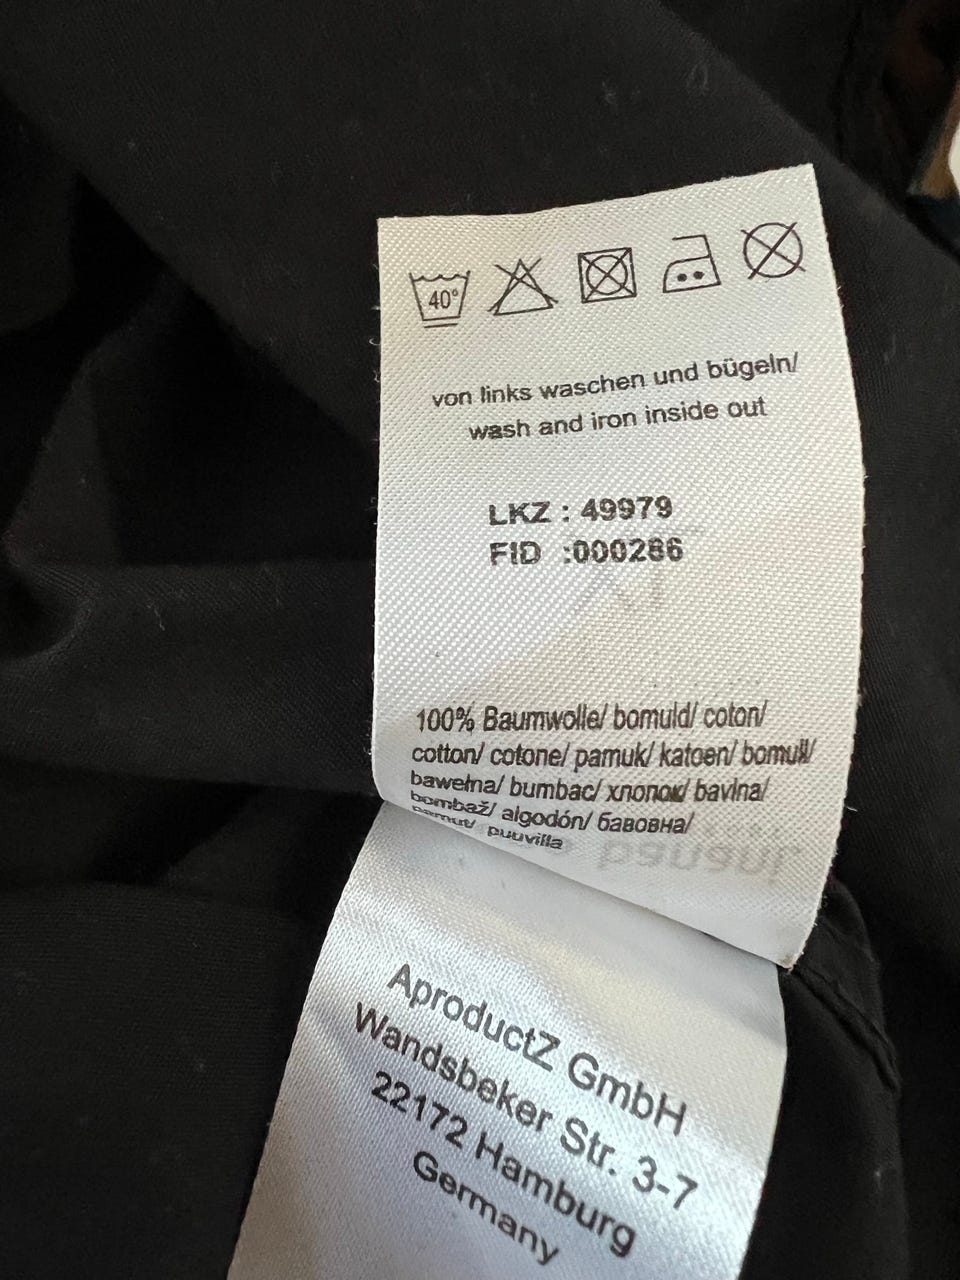 40°
von links waschen und bügeln/
wash and iron inside out
LKZ : 49979
FID :000286
100% Baumwolle/ bomuld/ coton/
cotton/ cotone/ pamuk/ katoen/ bomull/
bawełna/ bumbac/ хлопок/ bavlna/
bombaž/ algodón/ бавовна/
pamut/ puuvilla
AproductZ GmbH
Wandsbeker Str. 3-7
22172 Hamburg
Germany